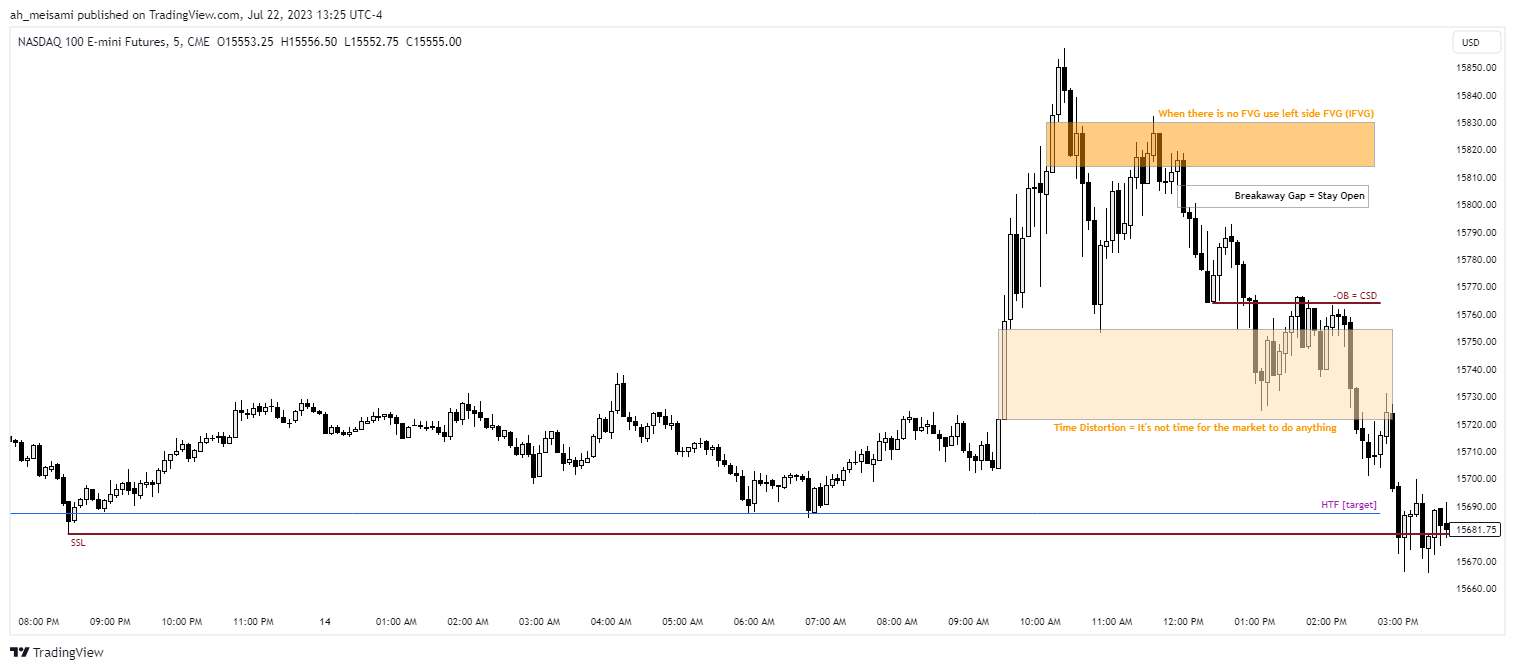 ah_meisami published on TradingView.com, Jul 22, 2023 13:25 UTC-4
NASDAQ 100 E-mini Futures, 5, CME O15553.25 H15556.50 L15552.75 C15555.00
USD
15850.00
15840.00
When there is no FVG use left side FVG (IFVG)
15830.00
15820.00
15810.00
Breakaway Gap = Stay Open
15800.00
15790.00
15780.00
15770.00
-OB = CSD
15760.00
15750.00
15740.00
15730.00
15720.00
Time Distortion = It's not time for the market to do anything
15710.00
15700.00
HTF [target]
15690.00
15681.75
SSL
15670.00
15660.00
08:00 PM 09:00 PM 10:00 PM 11:00 PM 14 01:00 AM 02:00 AM 03:00 AM 04:00 AM 05:00 AM 06:00 AM 07:00 AM 08:00 AM 09:00 AM 10:00 AM 11:00 AM 12:00 PM 01:00 PM 02:00 PM 03:00 PM
TradingView